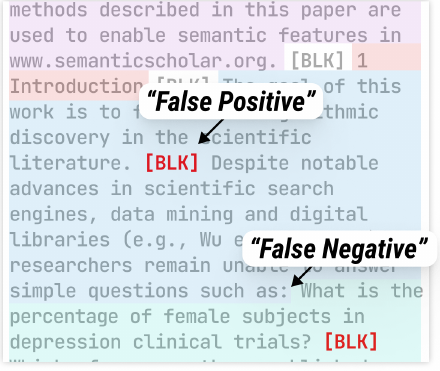 methods described in this paper are
used to enable semantic features in
www.semanticscholar.org. [BLK] 1
Introduction [BLK] The goal of this
“False Positive”
work is to
discovery in the scientific
literature. [BLK] Despite notable
advances in scientific search
engines, data mining and digital
libraries (e.g., Wu
“False Negative”
researchers remain unable to answer
simple questions such as: What is the
percentage of female subjects in
depression clinical trials? [BLK]